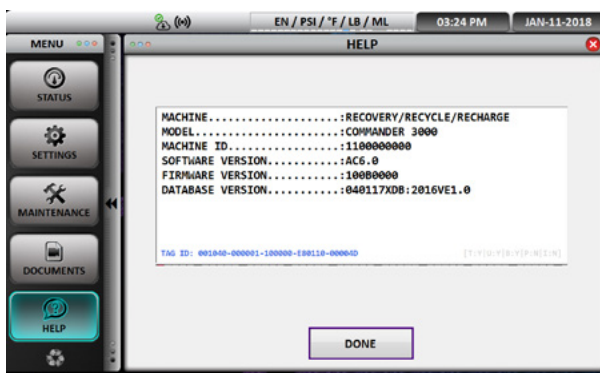 EN / PSI / °F / LB / ML
03:24 PM
JAN-11-2018
MENU
HELP
STATUS
SETTINGS
MAINTENANCE
DOCUMENTS
HELP
MACHINE....................:RECOVERY/RECYCLE/RECHARGE
MODEL......................:COMMANDER 3000
MACHINE ID.................:1100000000
SOFTWARE VERSION...........:AC6.0
FIRMWARE VERSION...........:100B0000
DATABASE VERSION...........:040117XDB:2016VE1.0
TAG ID: 001040-000001-100000-E80110-00004D
[T:Y|U:Y|B:Y|P:N|I:N]
DONE